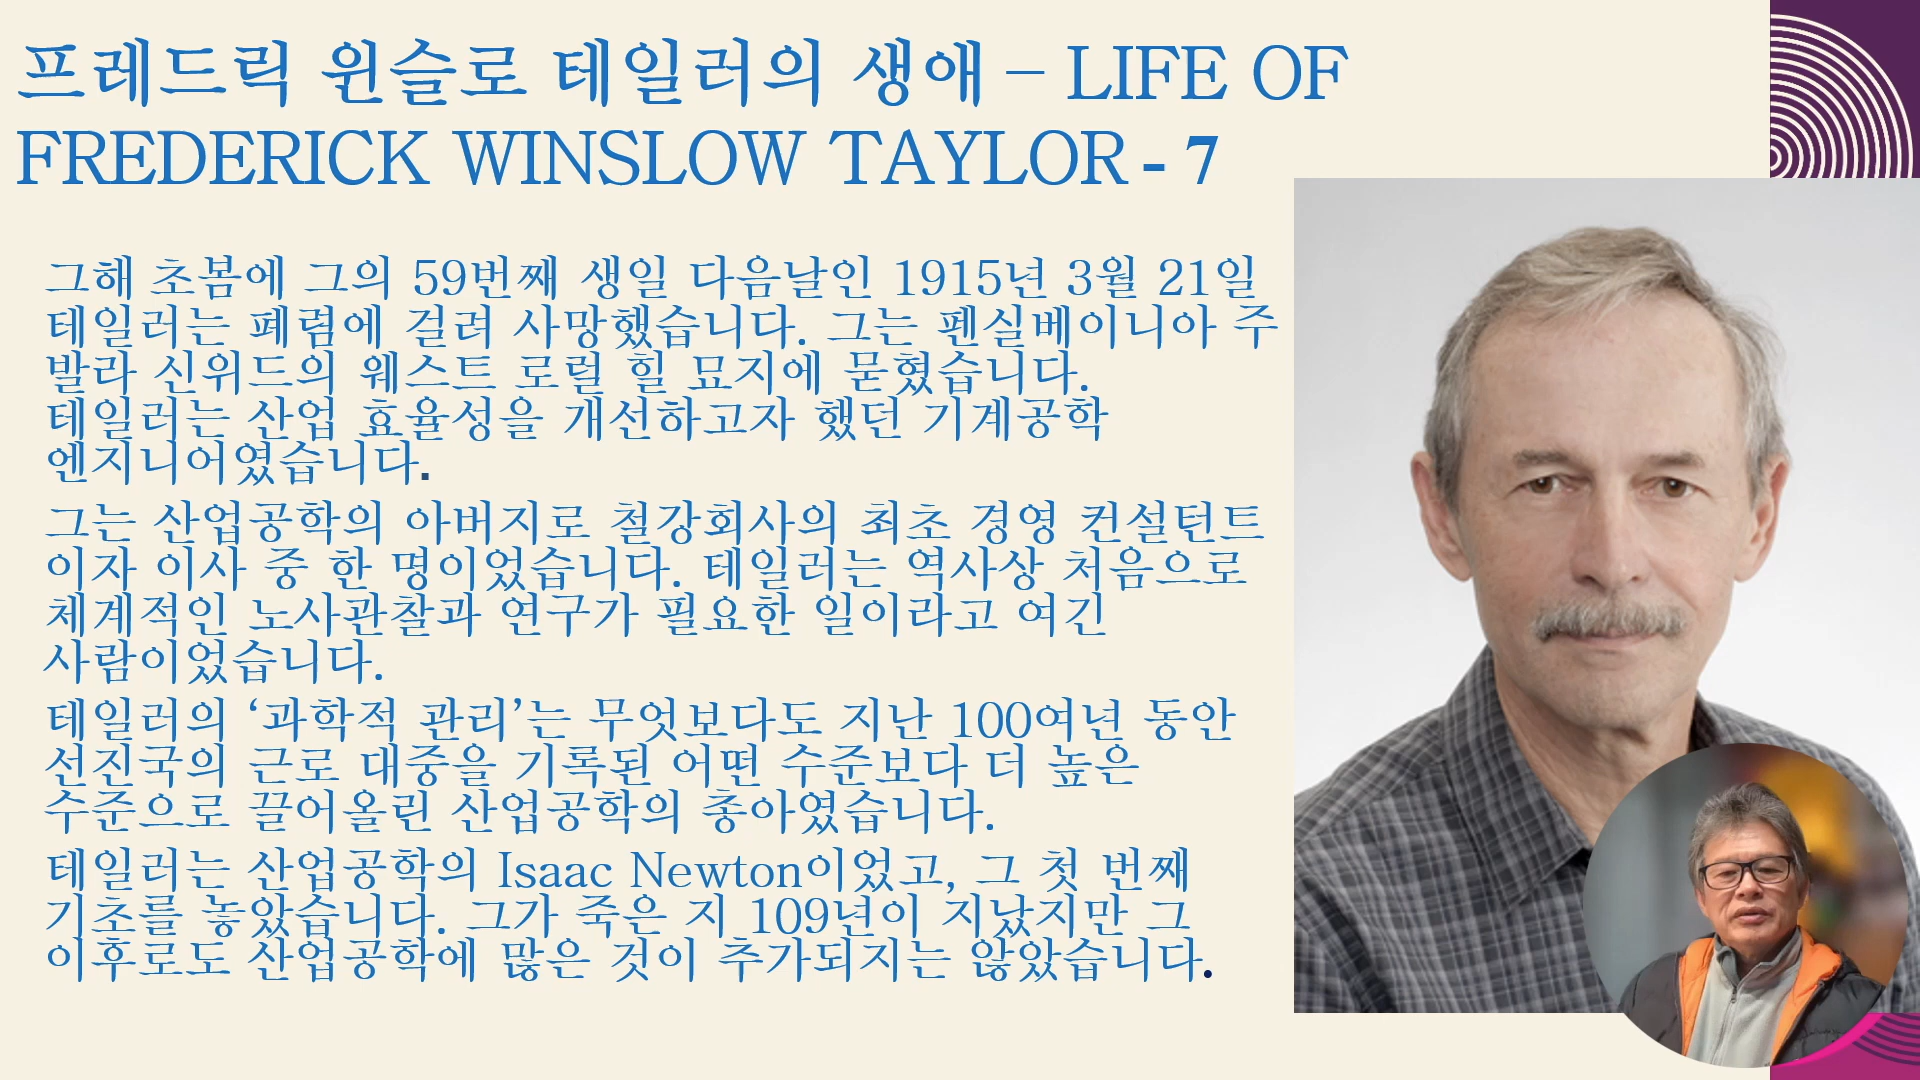 프레드릭 윈슬로 테일러의 생애 – LIFE OF
FREDERICK WINSLOW TAYLOR - 7
그해 초봄에 그의 59번째 생일 다음날인 1915년 3월 21일
테일러는 폐렴에 걸려 사망했습니다. 그는 펜실베이니아 주
발라 신위드의 웨스트 로럴 힐 묘지에 묻혔습니다.
테일러는 산업 효율성을 개선하고자 했던 기계공학
엔지니어였습니다.
그는 산업공학의 아버지로 철강회사의 최초 경영 컨설턴트
이자 이사 중 한 명이었습니다. 테일러는 역사상 처음으로
체계적인 노사관찰과 연구가 필요한 일이라고 여긴
사람이었습니다.
테일러의 ‘과학적 관리’는 무엇보다도 지난 100여년 동안
선진국의 근로 대중을 기록된 어떤 수준보다 더 높은
수준으로 끌어올린 산업공학의 총아였습니다.
테일러는 산업공학의 Isaac Newton이었고, 그 첫 번째
기초를 놓았습니다. 그가 죽은 지 109년이 지났지만 그
이후로도 산업공학에 많은 것이 추가되지는 않았습니다.